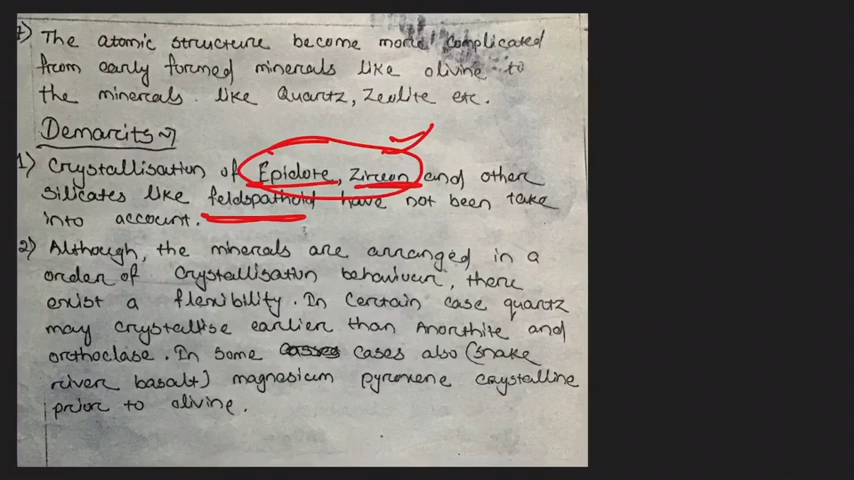 7) The atomic structure become more complicated
from early formed minerals like olivine to
the minerals. like Quartz, Zeolite etc.
Demarcits
1) Crystallisation of Epidote, Zircon and other
silicates like feldspathoid have not been take
into account.
2) Although, the minerals are arranged in a
order of Crystallisation behaviour, there
exist a flexibility. In Certain case quartz
may crystallise earlier than Anorthite and
orthoclase. In some cases also (snake
river basalt) magnesium pyroxene crystalline
prior to olivine.